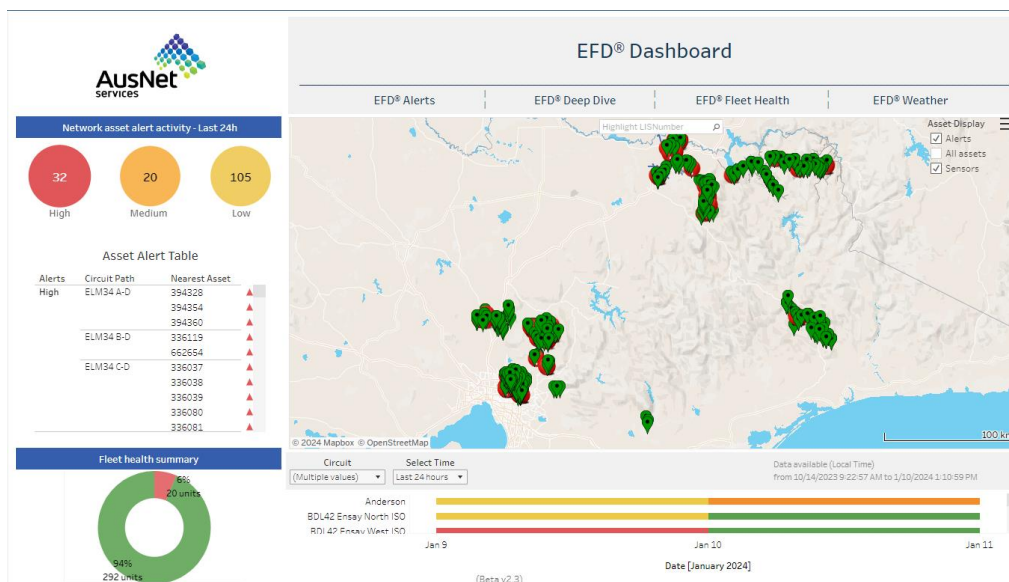 AusNet
services
EFD® Dashboard
EFD® Alerts | EFD® Deep Dive | EFD® Fleet Health | EFD® Weather
Network asset alert activity - Last 24h
32 20 105
High Medium Low
Highlight LISNumber
Asset Display
Alerts
All assets
Sensors
Asset Alert Table
Alerts Circuit Path Nearest Asset
High ELM34 A-D 394328
394354
394360
ELM34 B-D 336119
662654
ELM34 C-D 336037
336038
336039
336080
336081
© 2024 Mapbox © OpenStreetMap
100 km
Fleet health summary
6%
20 units
94%
292 units
Circuit Select Time
(Multiple values) Last 24 hours
Data available (Local Time)
from 10/14/2023 9:22:57 AM to 1/10/2024 1:10:59 PM
Anderson
BDL42 Ensay North ISO
BDL42 Ensay West ISO
Jan 9 Jan 10 Jan 11
Date [January 2024]
(Beta v2.3)